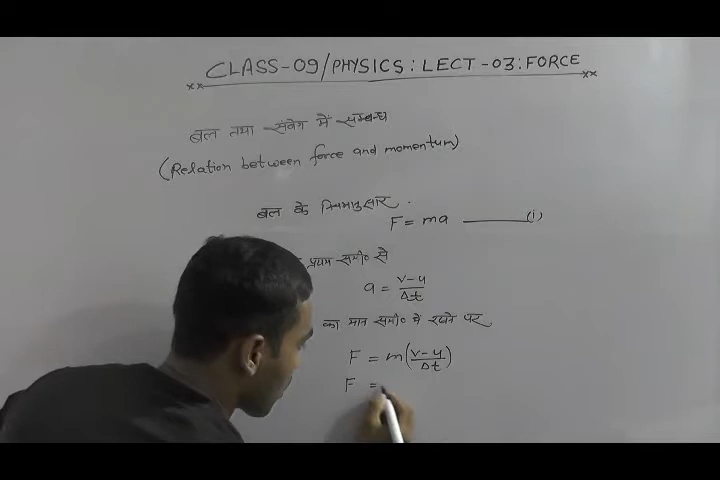 CLASS-09/PHYSICS: LECT-03: FORCE
बल तथा संवेग में सम्बन्ध
(Relation between force and momentum)
बल के नियमानुसार.
F = ma ———(i)
प्रथम समी० से
a = v-u/Δt
का मान समी० में रखने पर
F = m(v-u/Δt)
F =